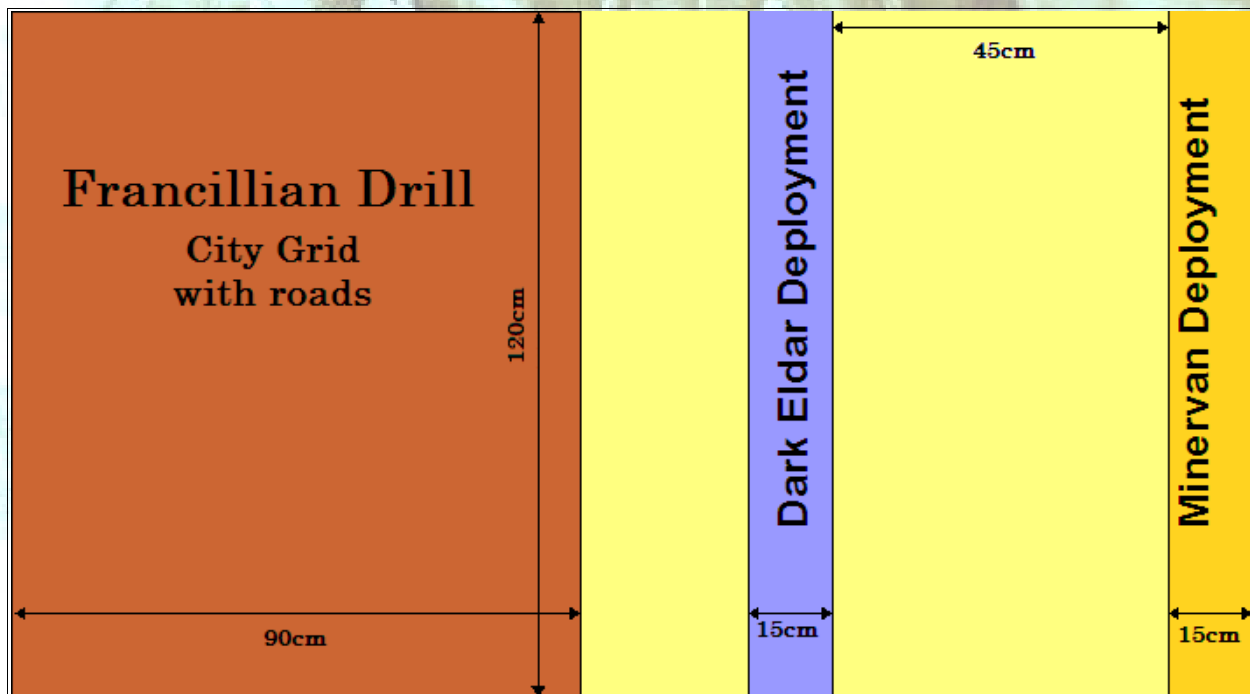 Francillian Drill
City Grid
with roads
120cm
90cm
Dark Eldar Deployment
15cm
45cm
Minervan Deployment
15cm